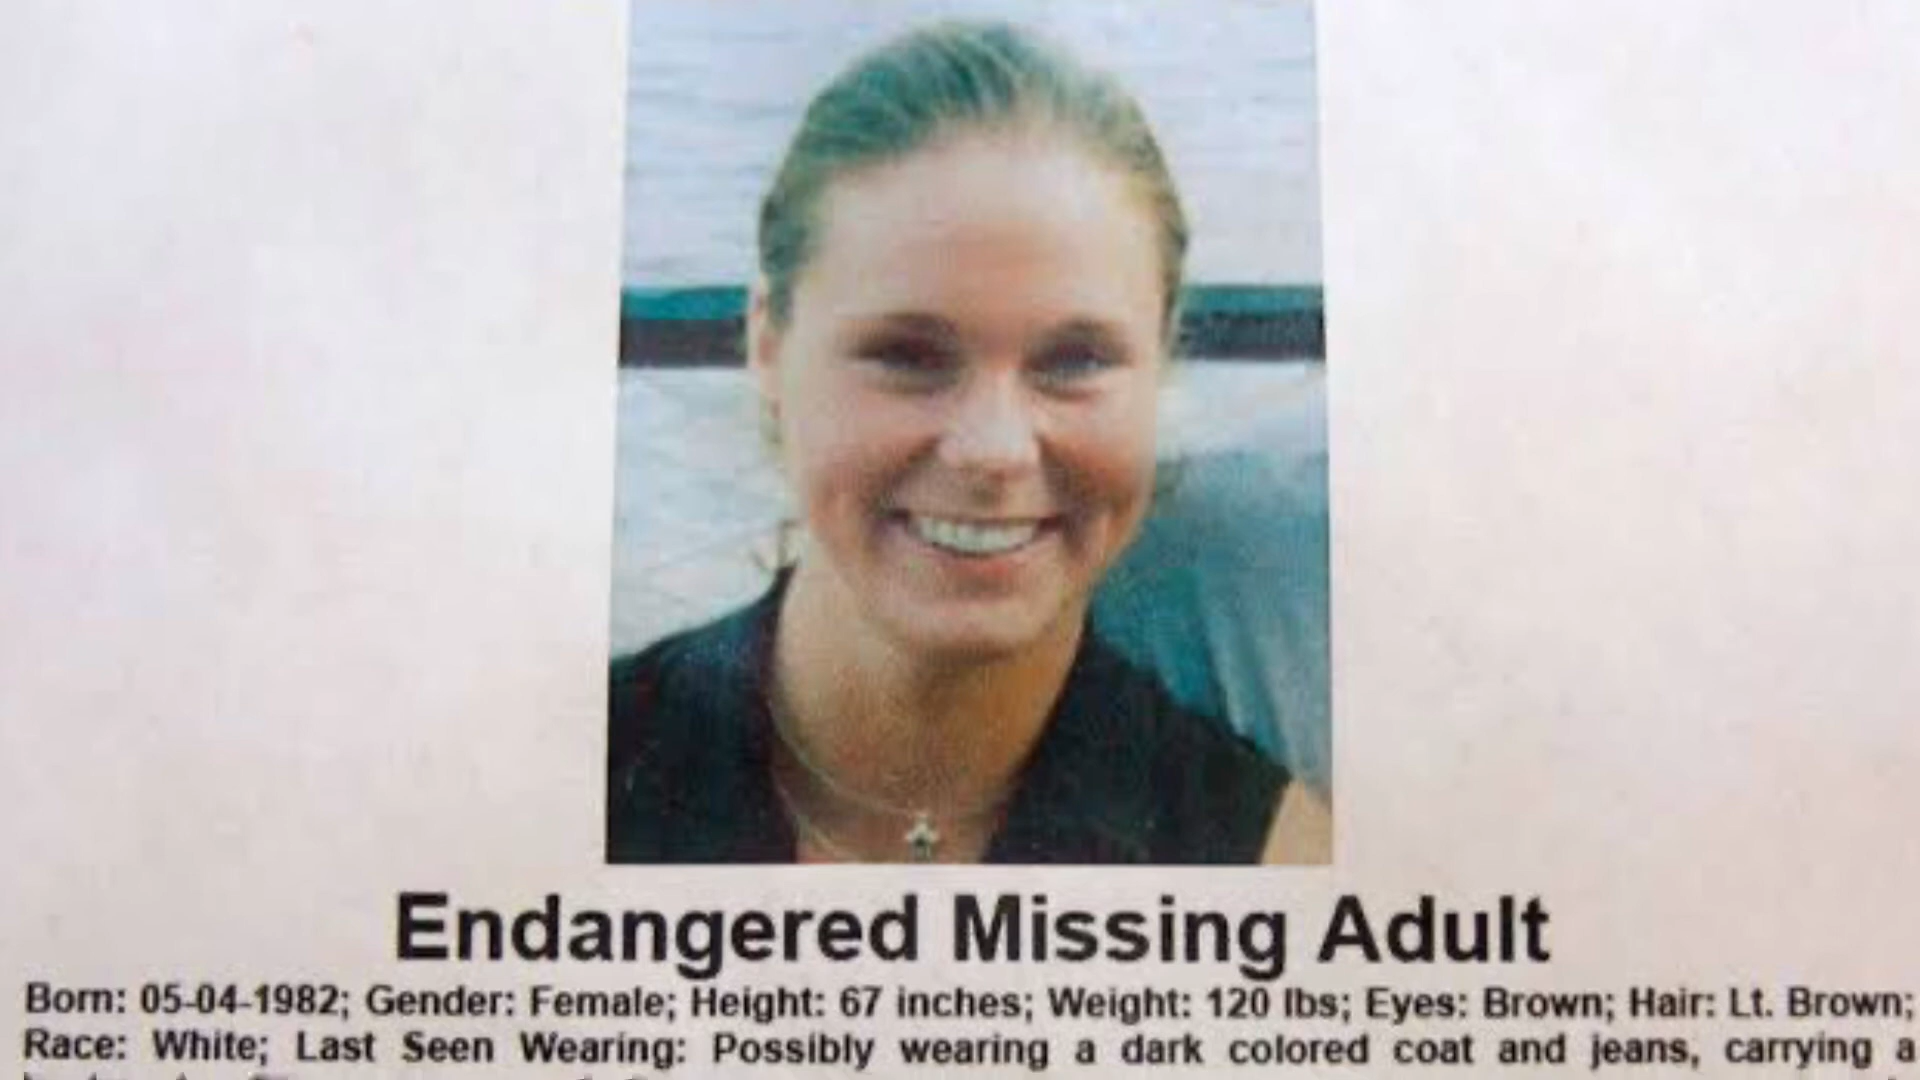 Endangered Missing Adult
Born: 05-04-1982; Gender: Female; Height: 67 inches; Weight: 120 lbs; Eyes: Brown; Hair: Lt. Brown;
Race: White; Last Seen Wearing: Possibly wearing a dark colored coat and jeans, carrying a